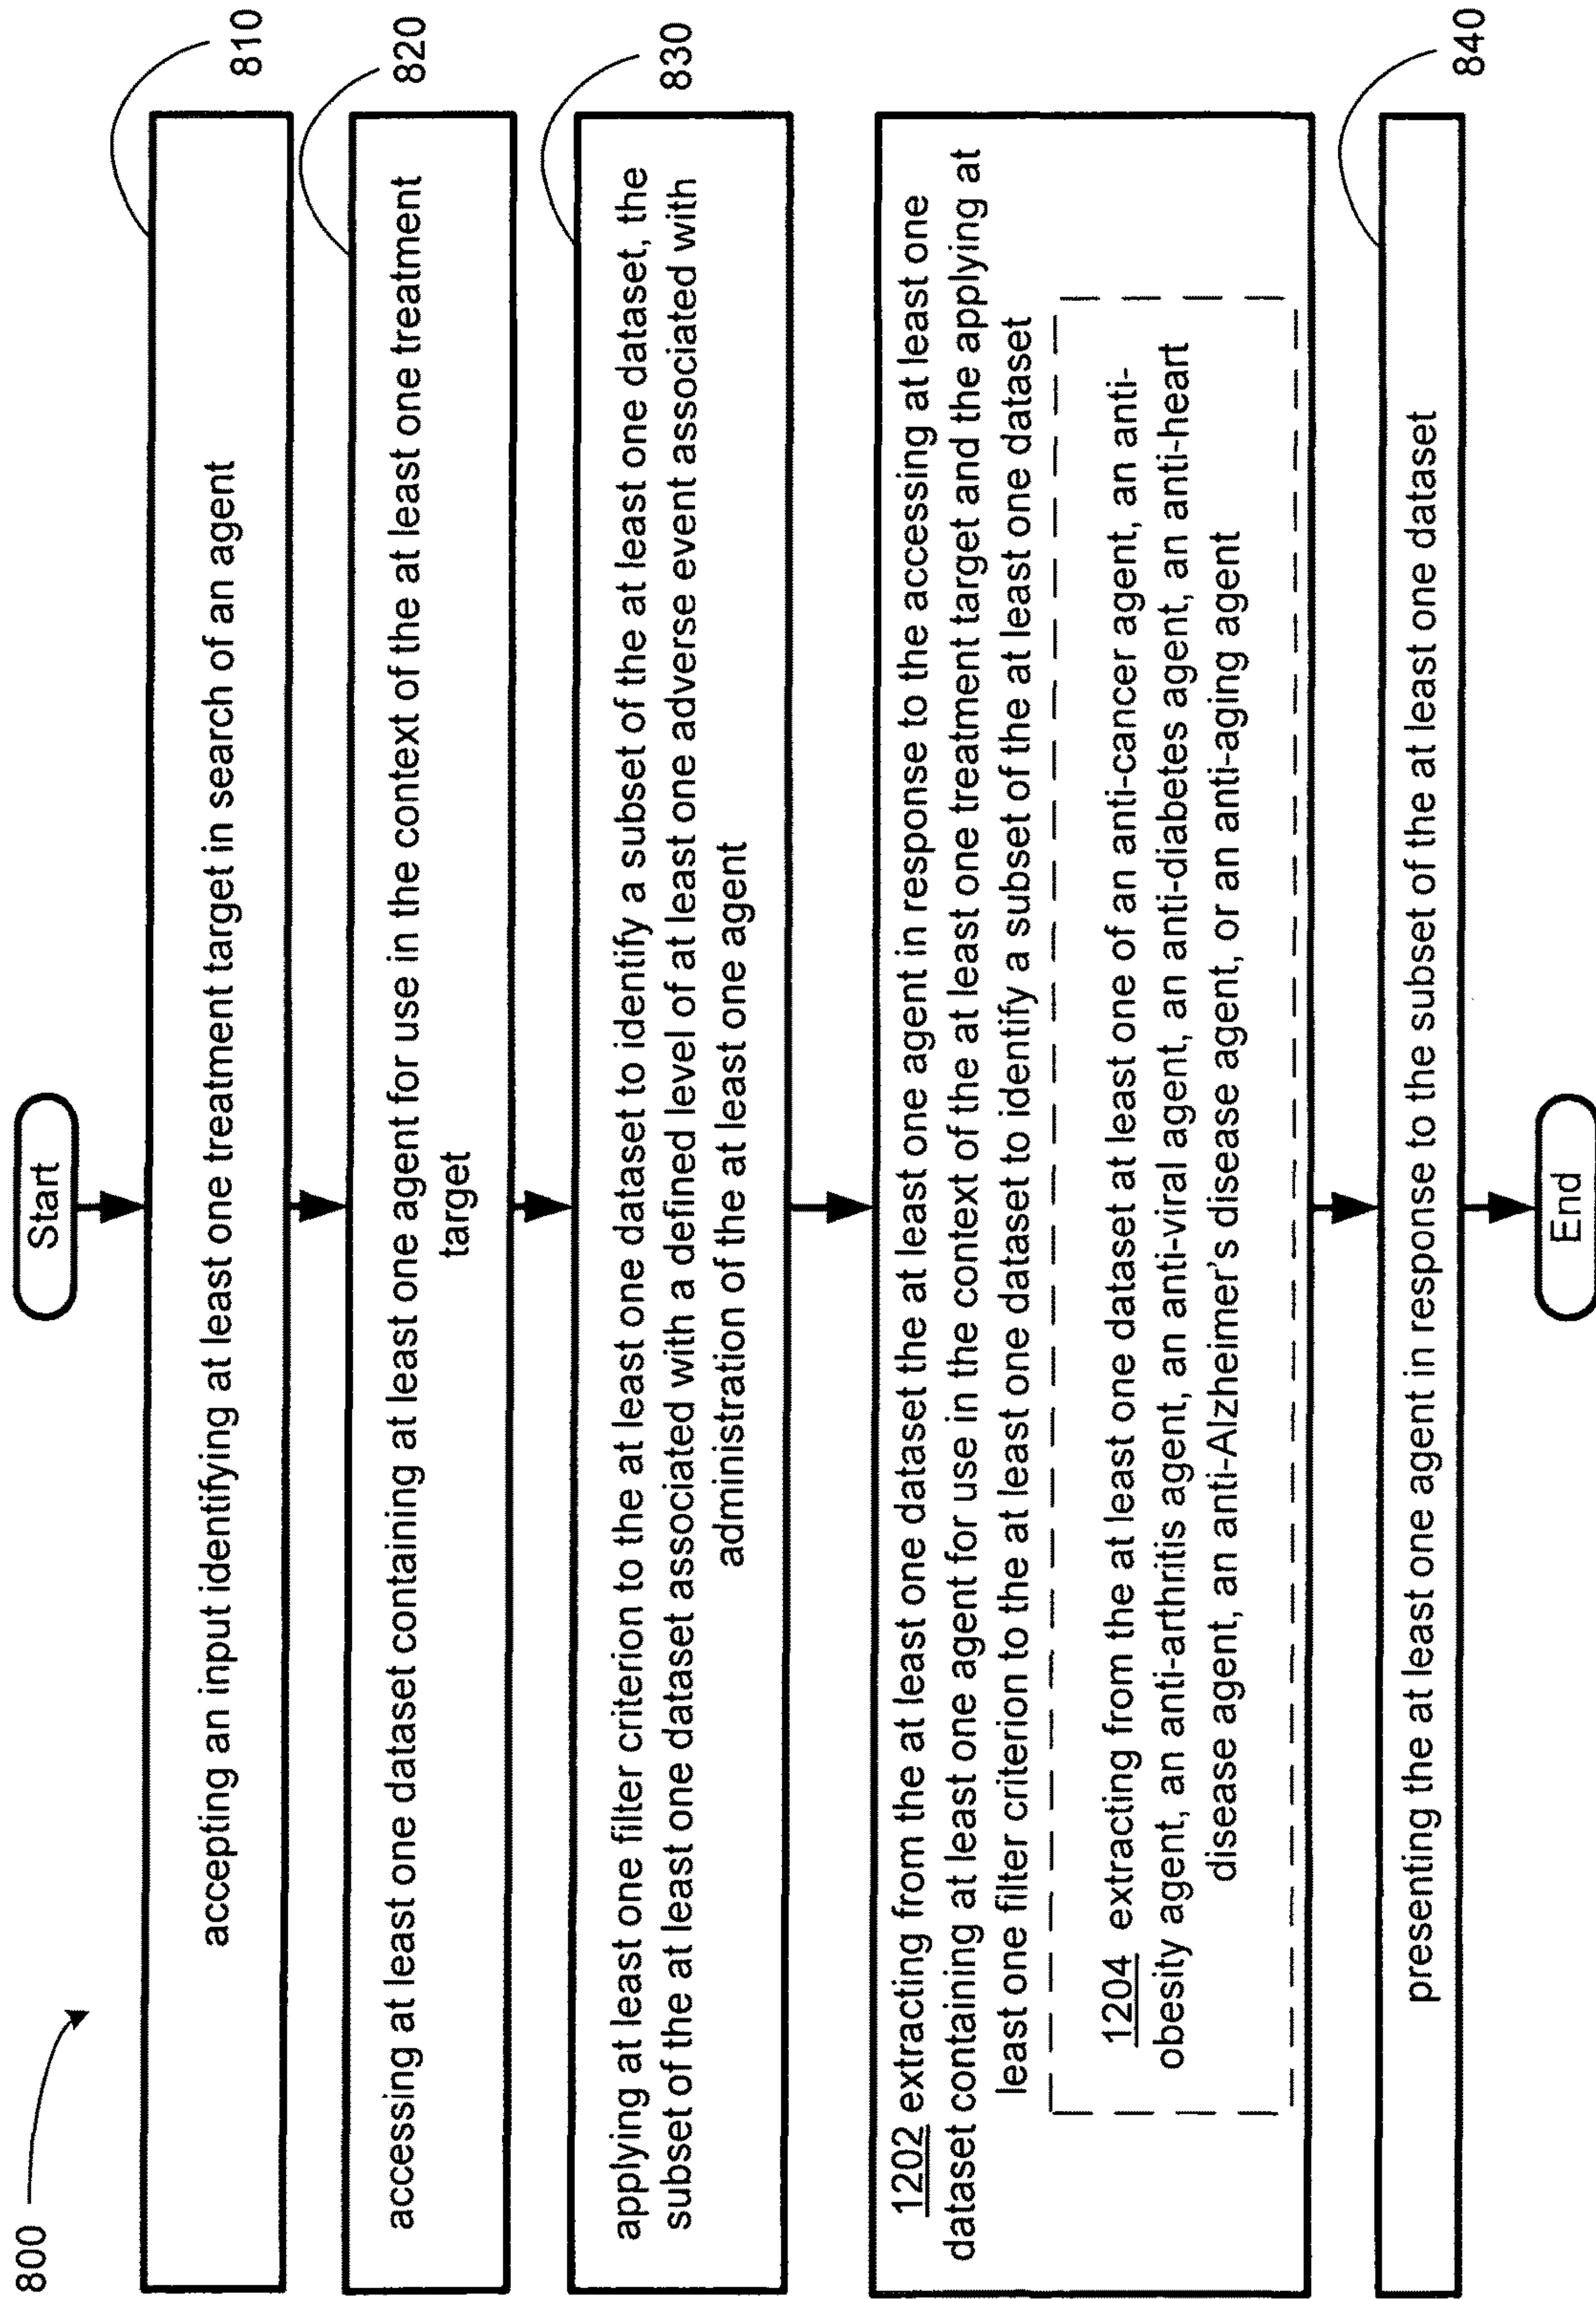 800
Start
810
accepting an input identifying at least one treatment target in search of an agent
820
accessing at least one dataset containing at least one agent for use in the context of the at least one treatment
target
830
applying at least one filter criterion to the at least one dataset to identify a subset of the at least one dataset, the
subset of the at least one dataset associated with a defined level of at least one adverse event associated with
administration of the at least one agent
1202 extracting from the at least one dataset the at least one agent in response to the accessing at least one
dataset containing at least one agent for use in the context of the at least one treatment target and the applying at
least one filter criterion to the at least one dataset to identify a subset of the at least one dataset
1204 extracting from the at least one dataset at least one of an anti-cancer agent, an anti-
obesity agent, an anti-arthritis agent, an anti-viral agent, an anti-diabetes agent, an anti-heart
disease agent, an anti-Alzheimer's disease agent, or an anti-aging agent
840
presenting the at least one agent in response to the subset of the at least one dataset
End